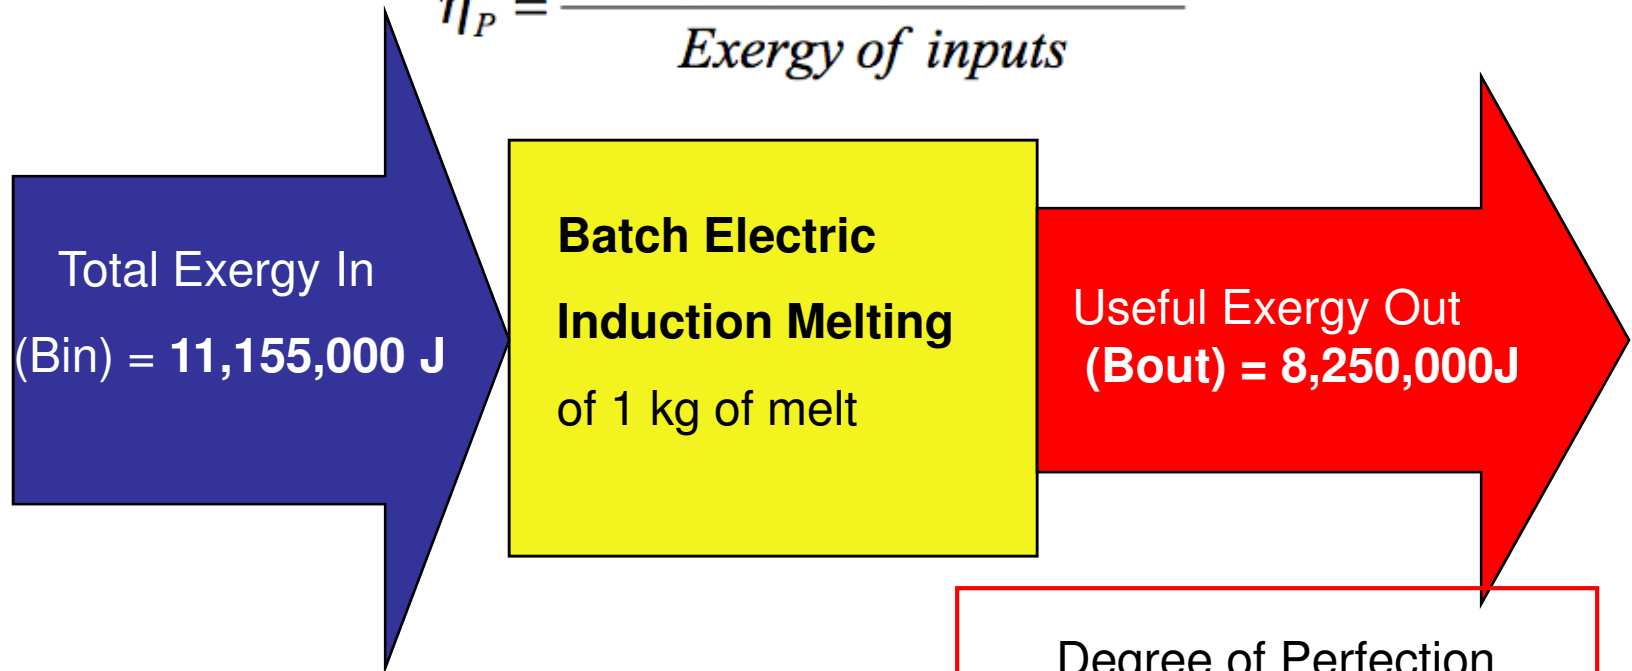 η_P =
Exergy of inputs
Total Exergy In
(Bin) = 11,155,000 J
Batch Electric
Induction Melting
of 1 kg of melt
Useful Exergy Out
(Bout) = 8,250,000J
Degree of Perfection